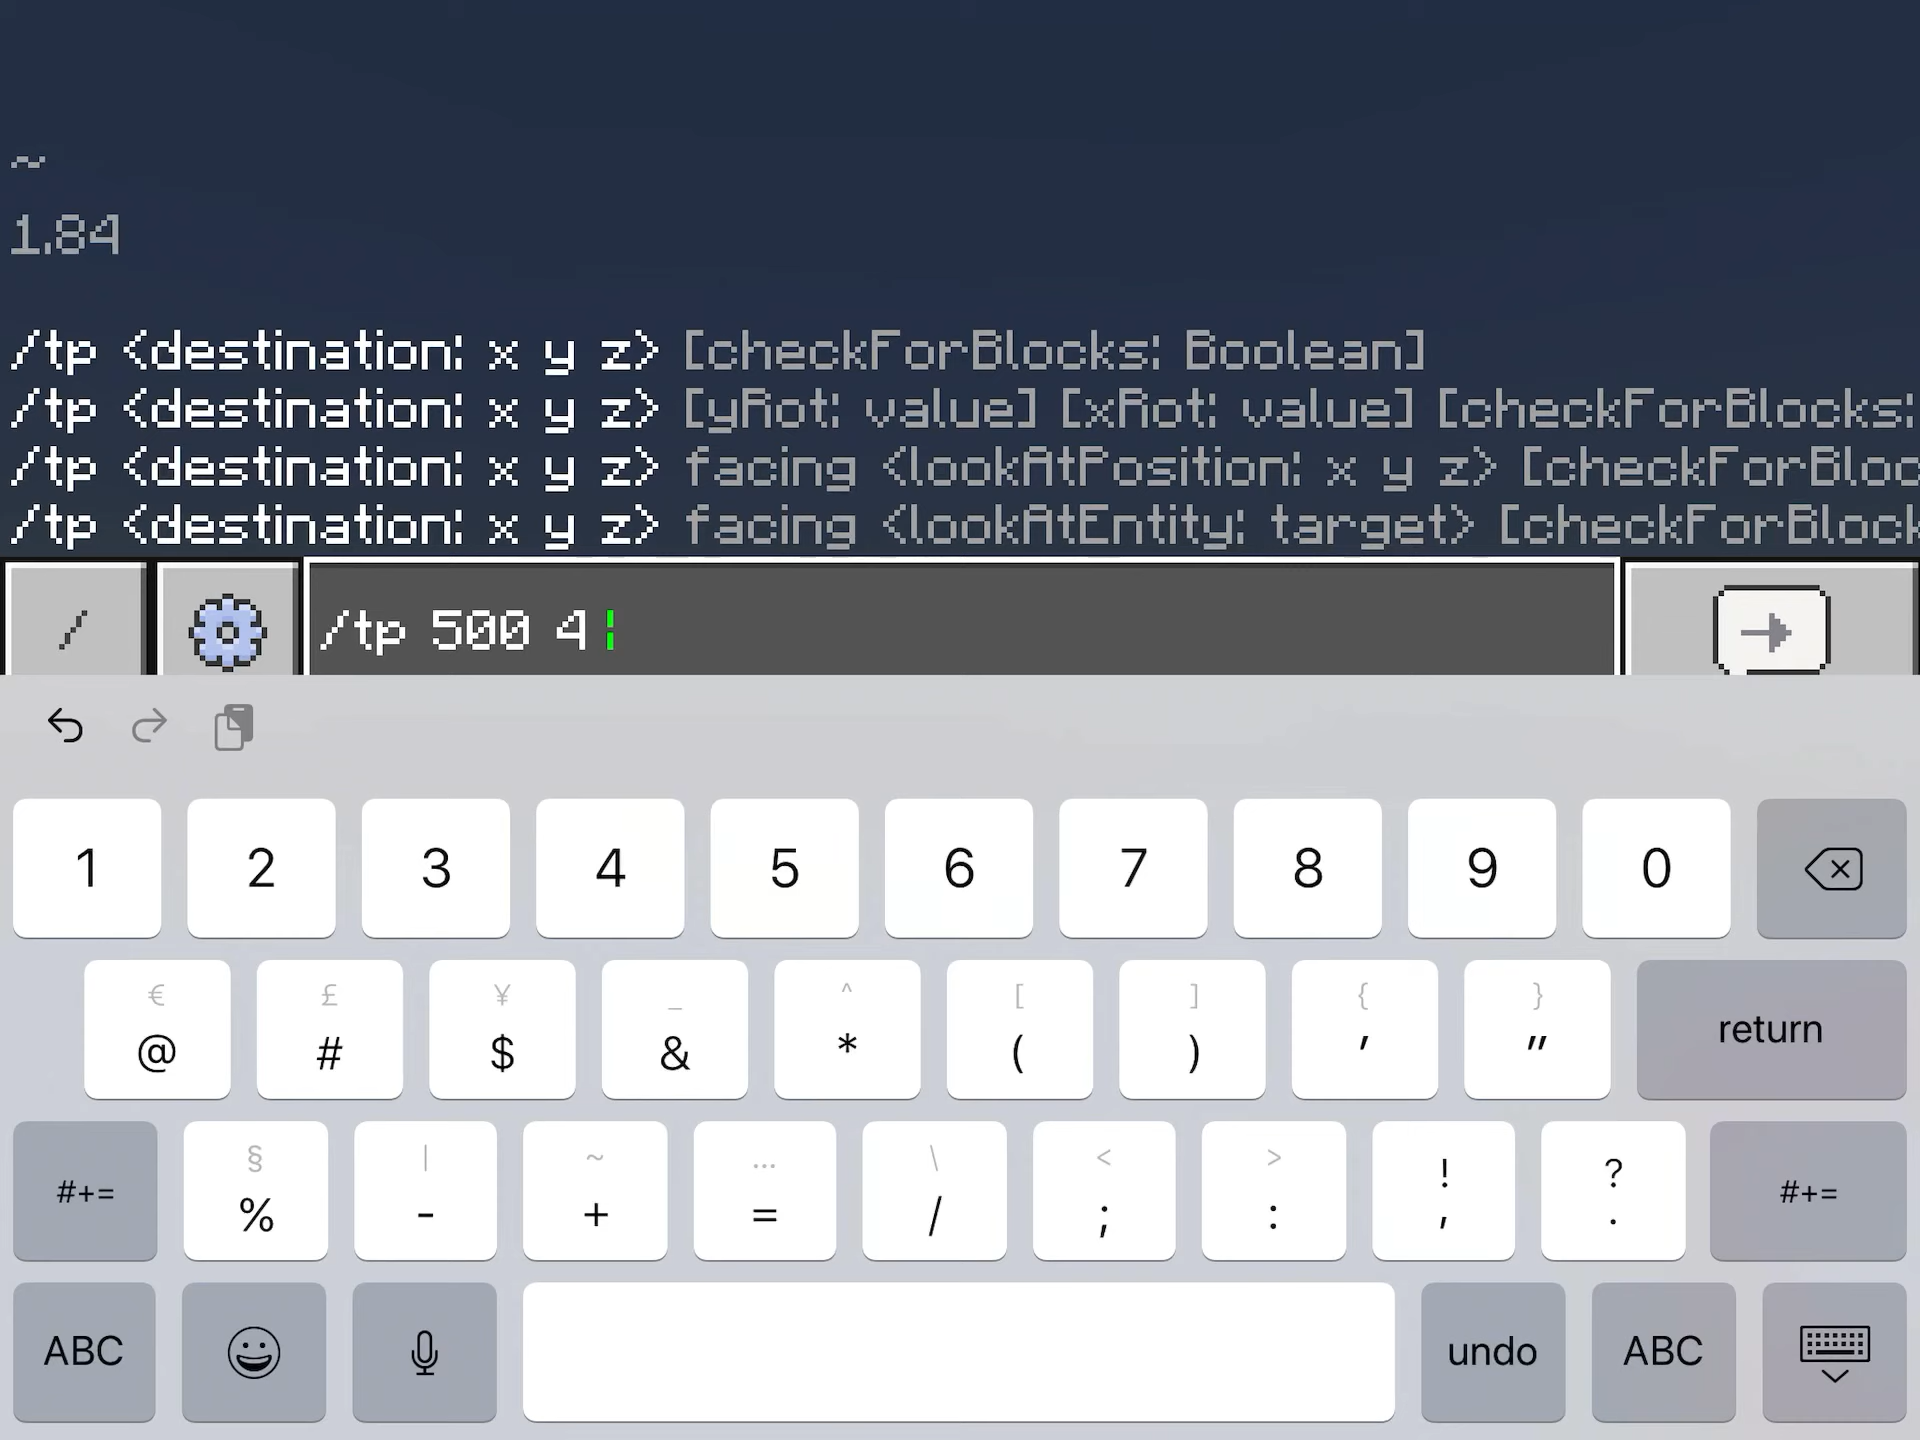 ~
1.84
/tp <destination: x y z> [checkForBlocks: Boolean]
/tp <destination: x y z> [yRot: value] [xRot: value] [checkForBlocks:
/tp <destination: x y z> facing <lookAtPosition: x y z> [checkForBloc
/tp <destination: x y z> facing <lookAtEntity: target> [checkForBlock
/ /tp 500 4
1 2 3 4 5 6 7 8 9 0
€ £ ¥ _ ^ [ ] { }
@ # $ & * ( ) ' " return
§ | ~ … \ < > ! ?
#+= % - + = / ; : , . #+=
ABC undo ABC